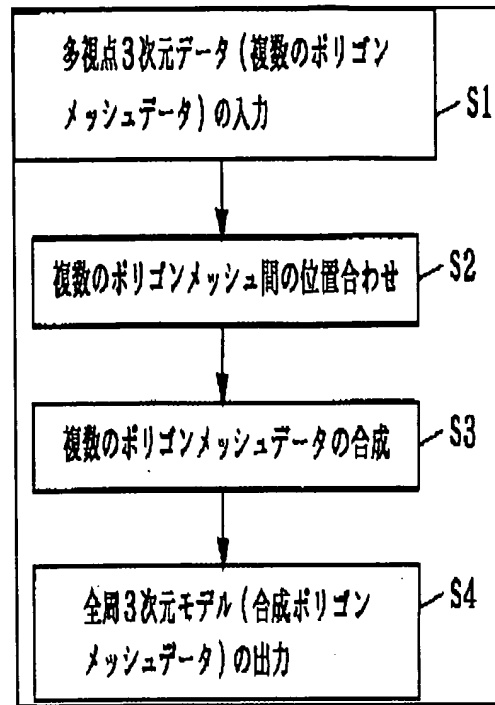 多視点3次元データ(複数のポリゴン
メッシュデータ)の入力
S1
複数のポリゴンメッシュ間の位置合わせ
S2
複数のポリゴンメッシュデータの合成
S3
全周3次元モデル(合成ポリゴン
メッシュデータ)の出力
S4